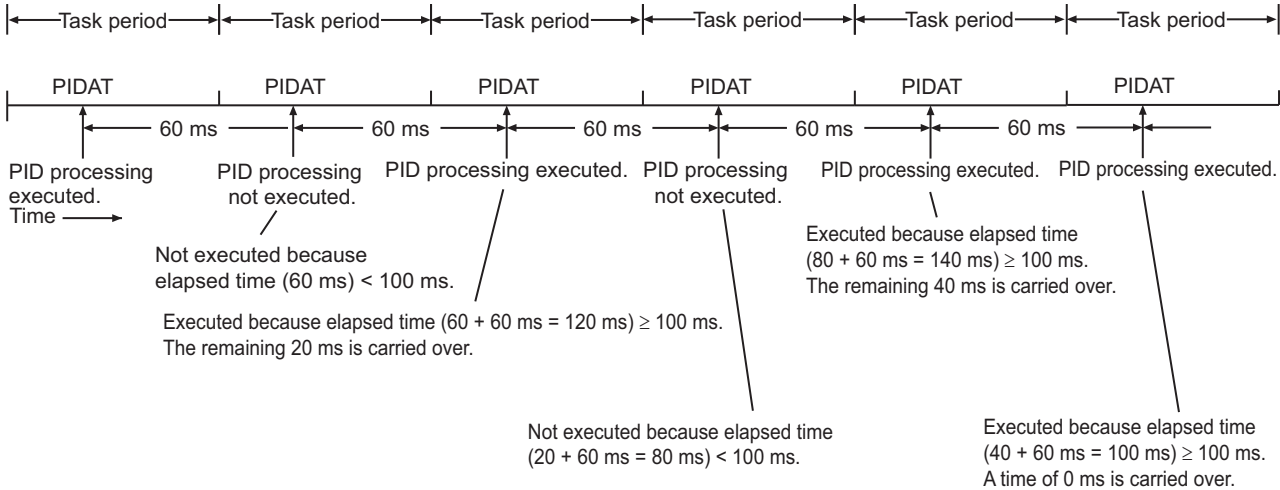 Task period Task period Task period Task period Task period Task period
PIDAT PIDAT PIDAT PIDAT PIDAT PIDAT
60 ms 60 ms 60 ms 60 ms 60 ms
PID processing
executed.
PID processing
not executed.
PID processing executed.
PID processing
not executed.
PID processing executed.
PID processing executed.
Time
Not executed because
elapsed time (60 ms) < 100 ms.
Executed because elapsed time (60 + 60 ms = 120 ms) ≥ 100 ms.
The remaining 20 ms is carried over.
Not executed because elapsed time
(20 + 60 ms = 80 ms) < 100 ms.
Executed because elapsed time
(80 + 60 ms = 140 ms) ≥ 100 ms.
The remaining 40 ms is carried over.
Executed because elapsed time
(40 + 60 ms = 100 ms) ≥ 100 ms.
A time of 0 ms is carried over.